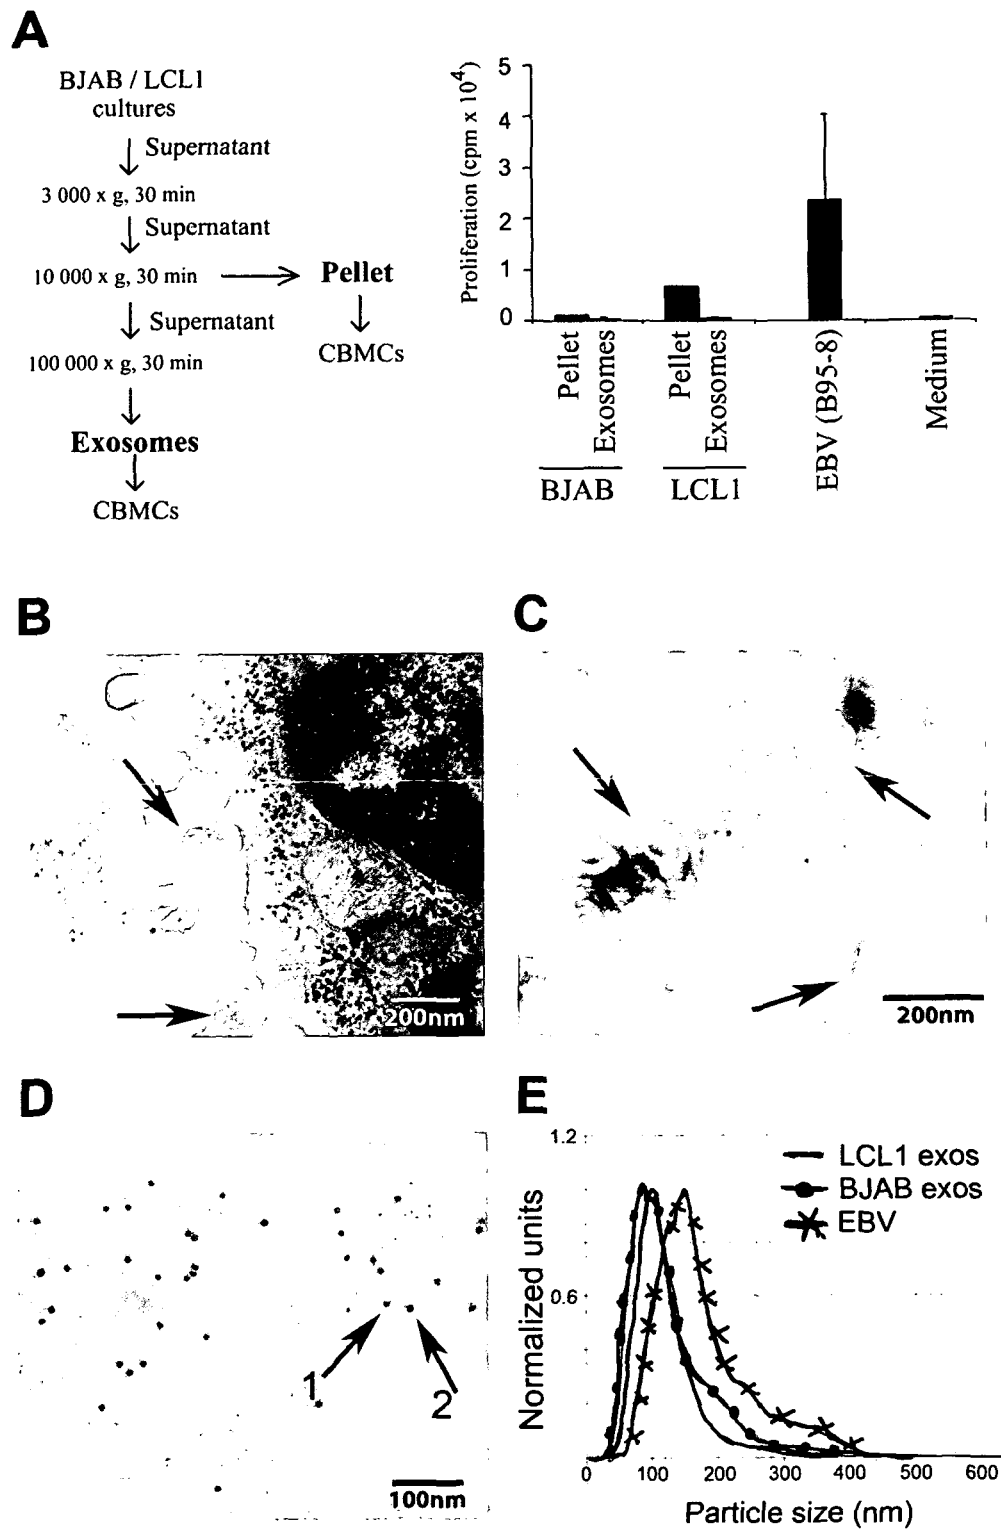 A
BJAB / LCL1
cultures
Supernatant
3 000 x g, 30 min
Supernatant
10 000 x g, 30 min
Pellet
Supernatant
CBMCs
100 000 x g, 30 min
Exosomes
CBMCs
Proliferation (cpm x 10⁴)
5
4
3
2
1
0
Pellet
Exosomes
Pellet
Exosomes
EBV (B95-8)
Medium
BJAB
LCL1
B
200nm
C
200nm
D
1
2
100nm
E
Normalized units
1.2
0.6
LCL1 exos
BJAB exos
EBV
0
100
200
300
400
500
600
Particle size (nm)